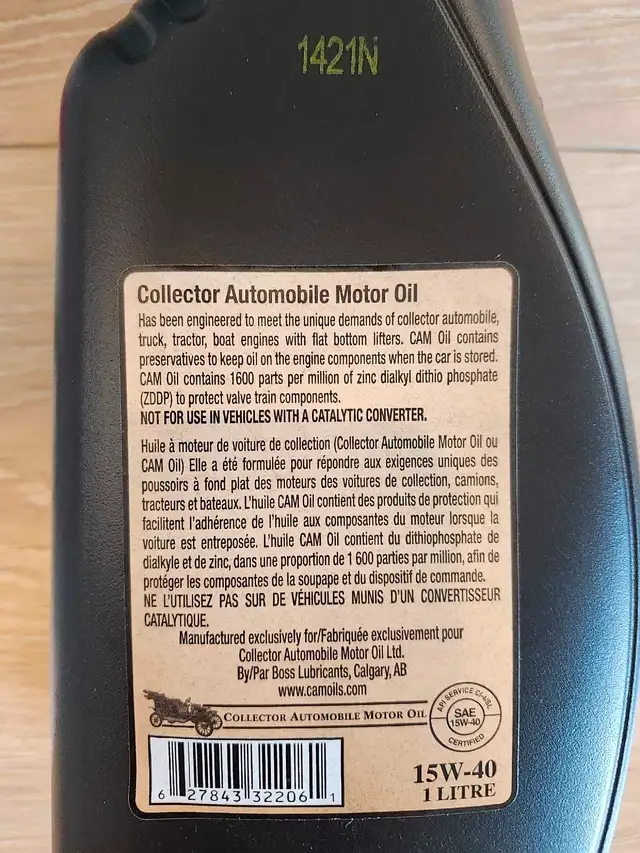 1421N
Collector Automobile Motor Oil
Has been engineered to meet the unique demands of collector automobile,
truck, tractor, boat engines with flat bottom lifters. CAM Oil contains
preservatives to keep oil on the engine components when the car is stored.
CAM Oil contains 1600 parts per million of zinc dialkyl dithio phosphate
(ZDDP) to protect valve train components.
NOT FOR USE IN VEHICLES WITH A CATALYTIC CONVERTER.
Huile à moteur de voiture de collection (Collector Automobile Motor Oil ou
CAM Oil) Elle a été formulée pour répondre aux exigences uniques des
poussoirs à fond plat des moteurs des voitures de collection, camions,
tracteurs et bateaux. L'huile CAM Oil contient des produits de protection qui
facilitent l'adhérence de l'huile aux composantes du moteur lorsque la
voiture est entreposée. L'huile CAM Oil contient du dithiophosphate de
dialkyle et de zinc, dans une proportion de 1 600 parties par million, afin de
protéger les composantes de la soupape et du dispositif de commande.
NE L'UTILISEZ PAS SUR DE VÉHICULES MUNIS D'UN CONVERTISSEUR
CATALYTIQUE.
Manufactured exclusively for/Fabriquée exclusivement pour
Collector Automobile Motor Oil Ltd.
By/Par Boss Lubricants, Calgary, AB
www.camoils.com
COLLECTOR AUTOMOBILE MOTOR OIL
API SERVICE CI-4/SL
SAE
15W-40
CERTIFIED
6 27843 32206 1
15W-40
1 LITRE